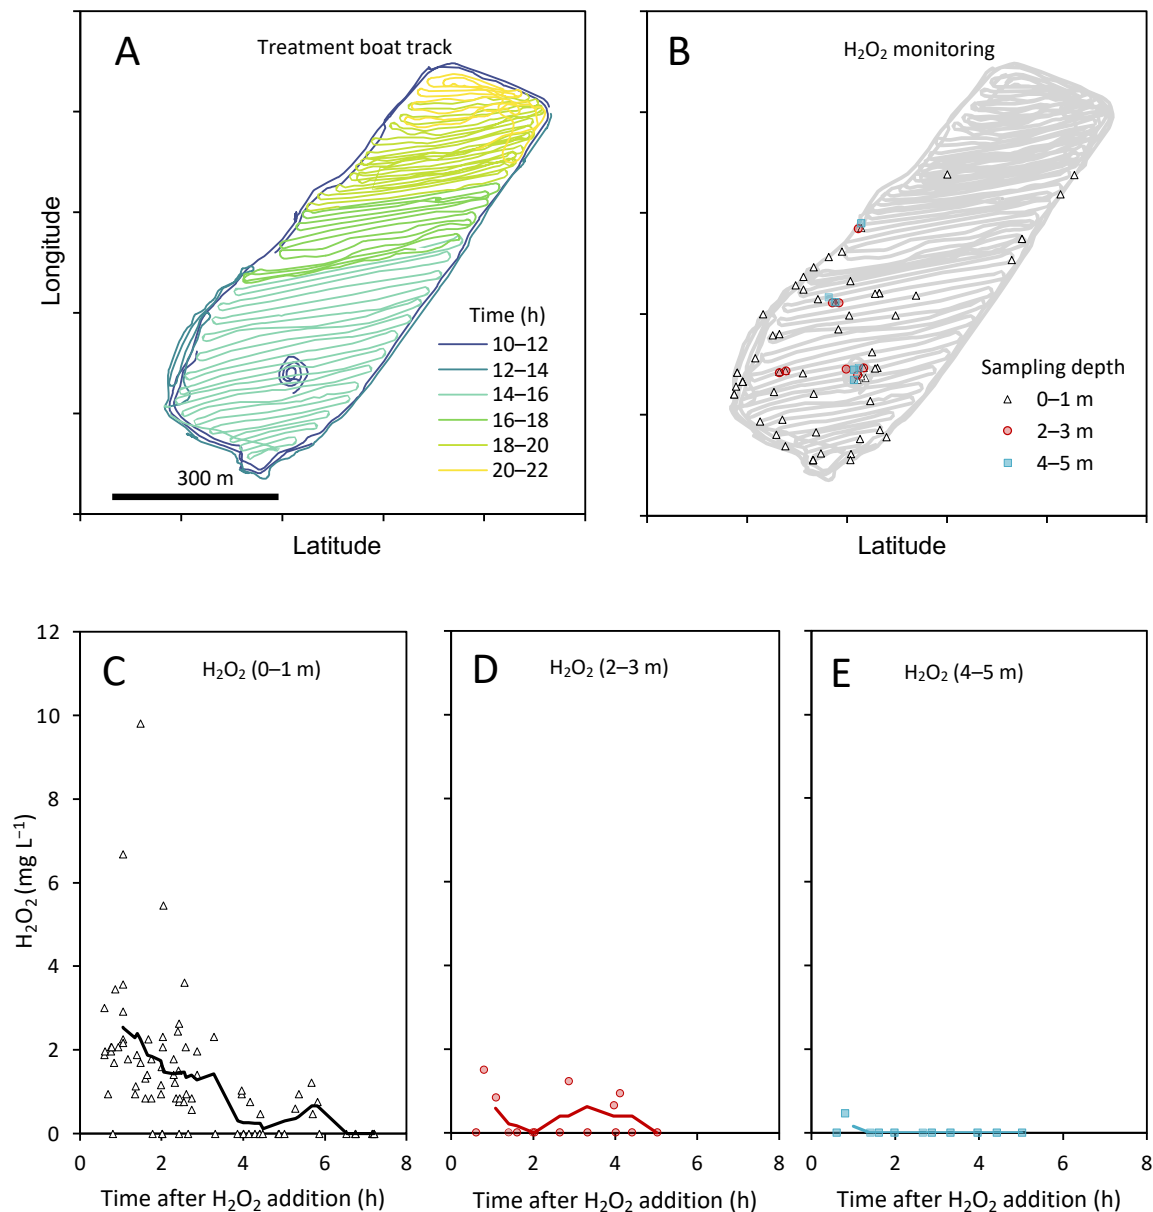 A
Treatment boat track
Longitude
Time (h)
10–12
12–14
14–16
16–18
18–20
20–22
300 m
Latitude
B
H₂O₂ monitoring
Sampling depth
0–1 m
2–3 m
4–5 m
Latitude
C
H₂O₂ (0–1 m)
H₂O₂ (mg L⁻¹)
12
10
8
6
4
2
0
0 2 4 6 8
Time after H₂O₂ addition (h)
D
H₂O₂ (2–3 m)
0 2 4 6 8
Time after H₂O₂ addition (h)
E
H₂O₂ (4–5 m)
0 2 4 6 8
Time after H₂O₂ addition (h)